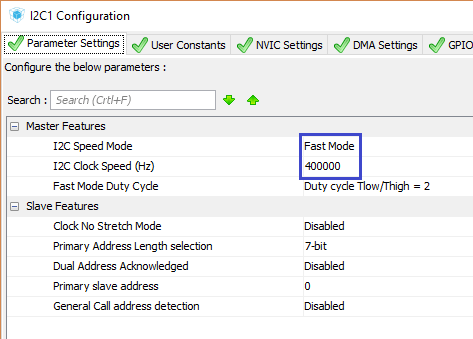 I2C1 Configuration
Parameter Settings User Constants NVIC Settings DMA Settings GPIO
Configure the below parameters :
Search : Search (Crtl+F)
Master Features
I2C Speed Mode Fast Mode
I2C Clock Speed (Hz) 400000
Fast Mode Duty Cycle Duty cycle Tlow/Thigh = 2
Slave Features
Clock No Stretch Mode Disabled
Primary Address Length selection 7-bit
Dual Address Acknowledged Disabled
Primary slave address 0
General Call address detection Disabled